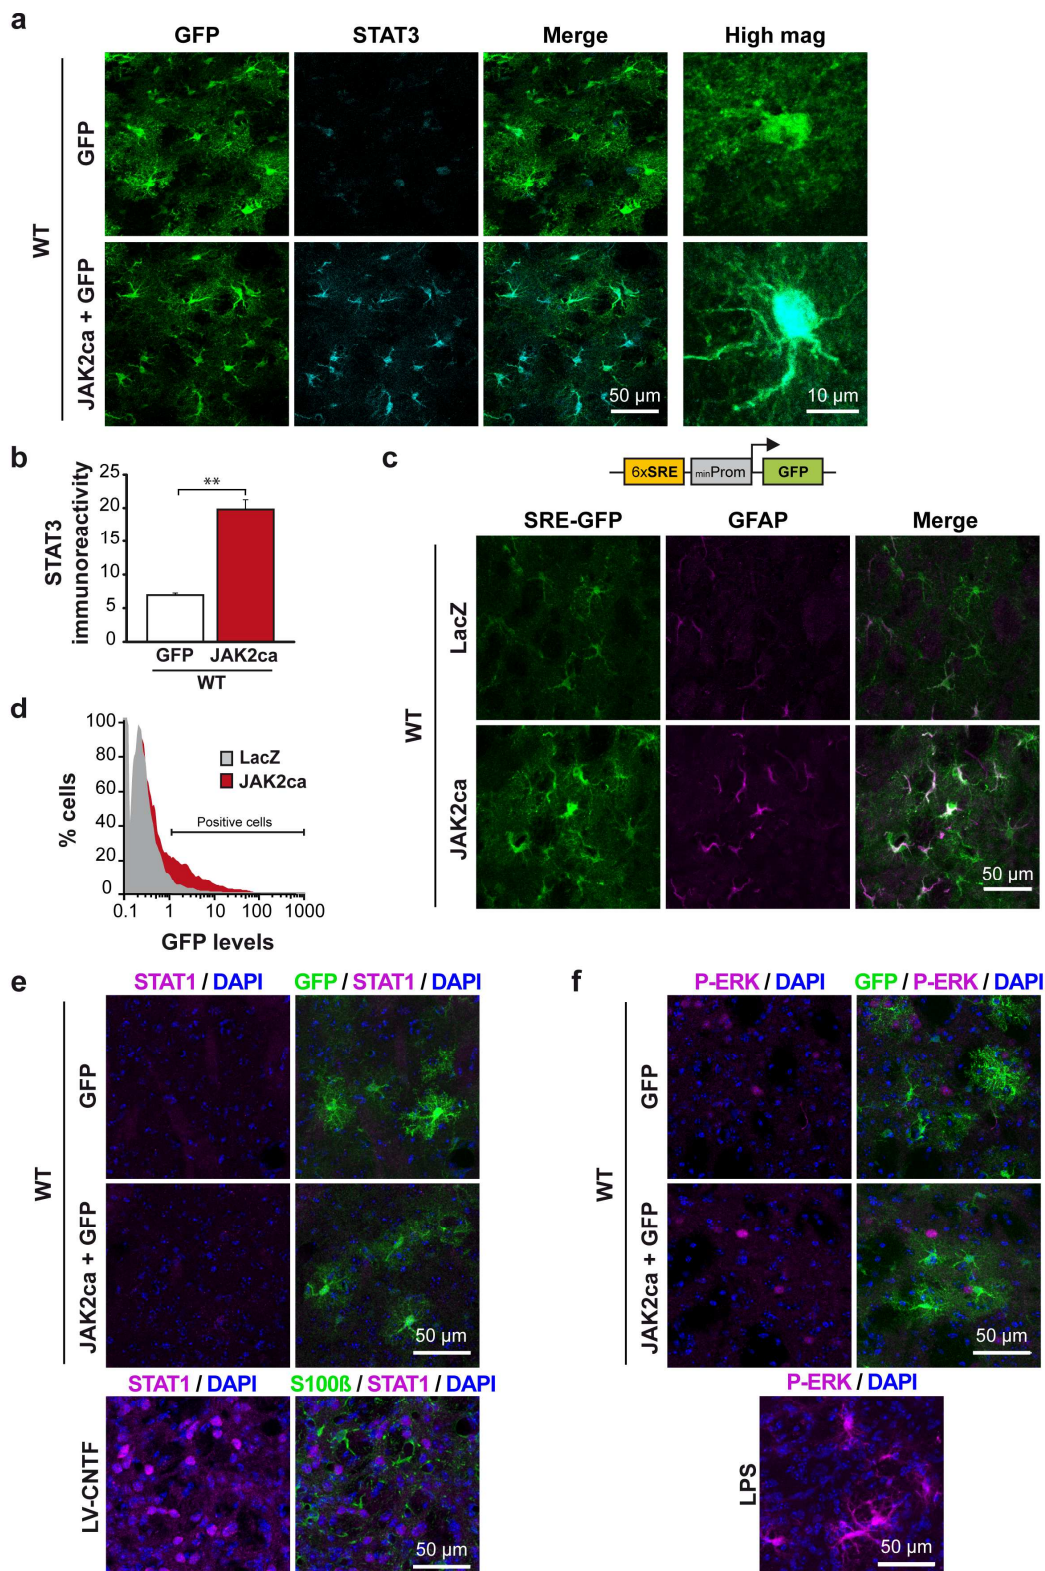 a
GFP STAT3 Merge High mag
WT
GFP
JAK2ca + GFP
50 µm
10 µm
b
STAT3
immunoreactivity
25
20
15
10
5
0
**
GFP JAK2ca
WT
c
6xSRE minProm GFP
SRE-GFP GFAP Merge
WT
LacZ
JAK2ca
50 µm
d
% cells
100
80
60
40
20
0
LacZ
JAK2ca
Positive cells
0.1 1 10 100 1000
GFP levels
e
STAT1 / DAPI GFP / STAT1 / DAPI
WT
GFP
JAK2ca + GFP
50 µm
STAT1 / DAPI S100ß / STAT1 / DAPI
LV-CNTF
50 µm
f
P-ERK / DAPI GFP / P-ERK / DAPI
WT
GFP
JAK2ca + GFP
50 µm
P-ERK / DAPI
LPS
50 µm